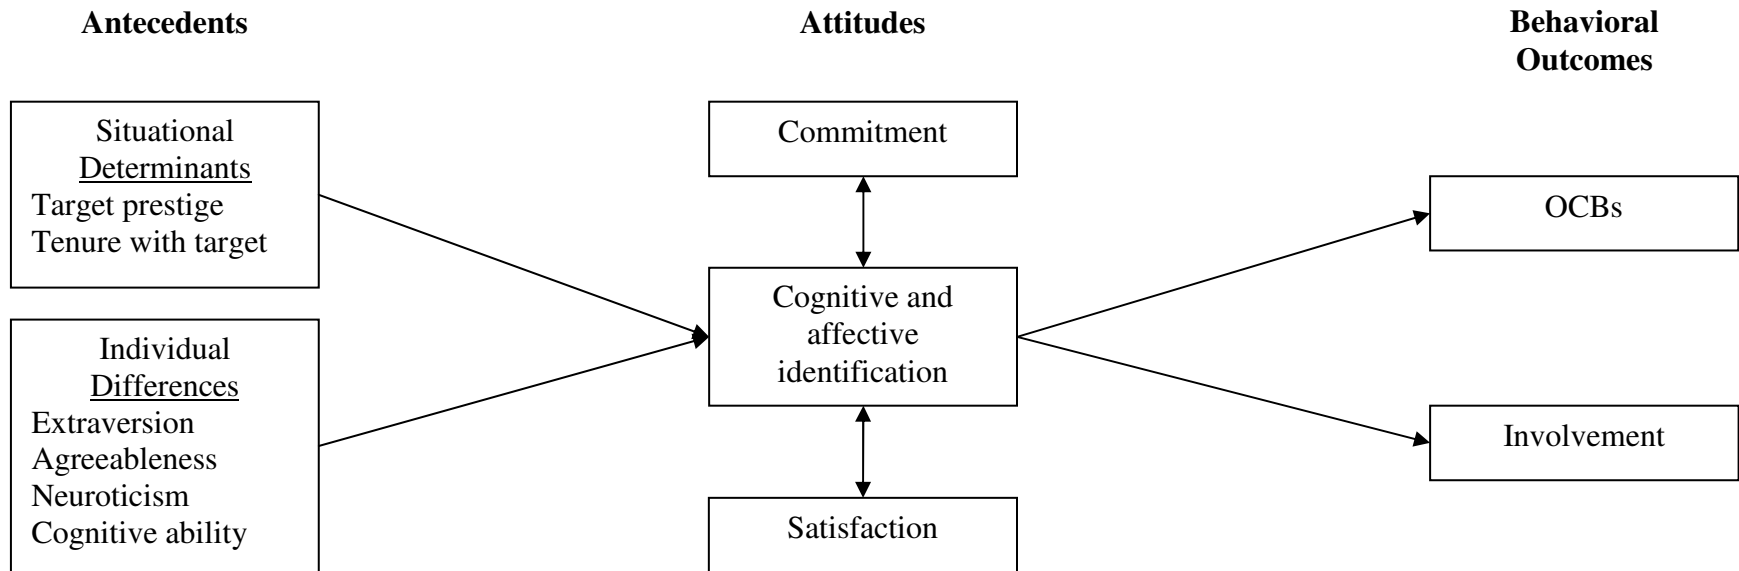 Antecedents
Attitudes
Behavioral
Outcomes
Situational
Determinants
Target prestige
Tenure with target
Individual
Differences
Extraversion
Agreeableness
Neuroticism
Cognitive ability
Commitment
Cognitive and
affective
identification
Satisfaction
OCBs
Involvement